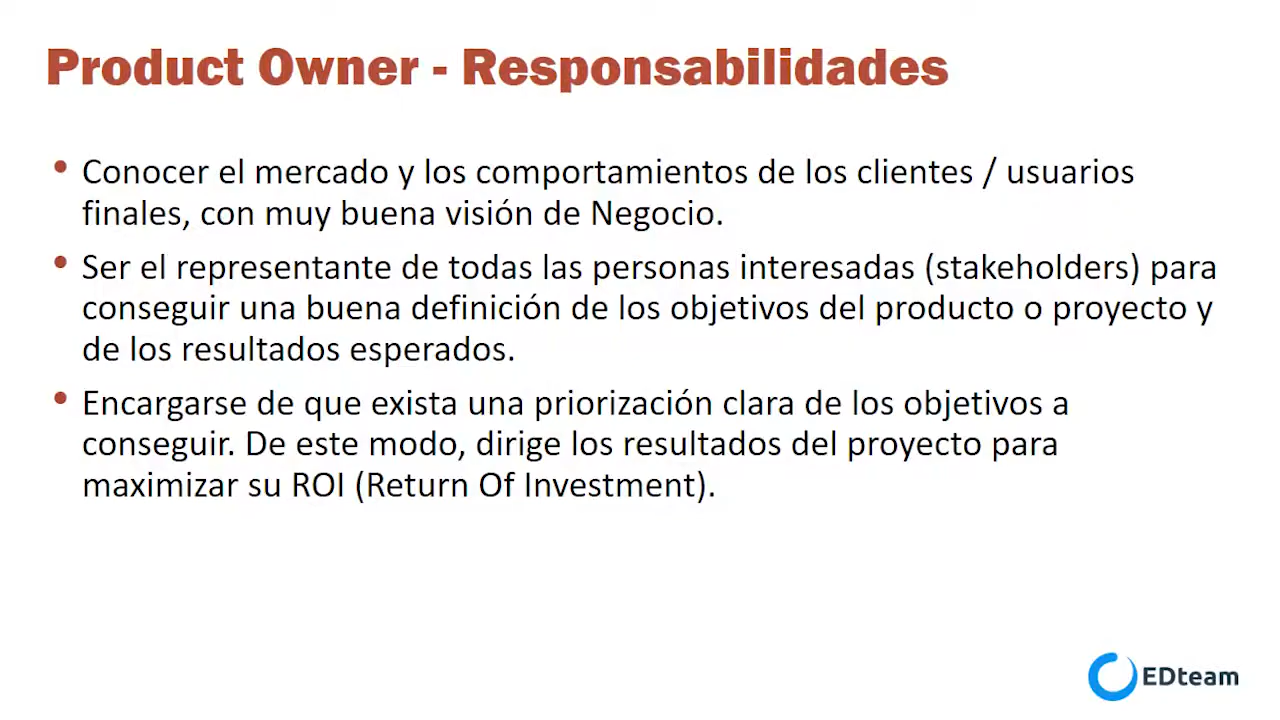 Product Owner - Responsabilidades
• Conocer el mercado y los comportamientos de los clientes / usuarios
finales, con muy buena visión de Negocio.
• Ser el representante de todas las personas interesadas (stakeholders) para
conseguir una buena definición de los objetivos del producto o proyecto y
de los resultados esperados.
• Encargarse de que exista una priorización clara de los objetivos a
conseguir. De este modo, dirige los resultados del proyecto para
maximizar su ROI (Return Of Investment).
EDteam